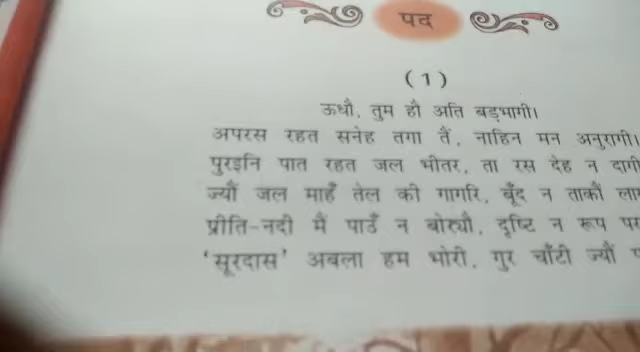 पद
(1)
ऊधौ, तुम हौ अति बड़भागी।
अपरस रहत सनेह तगा तैं, नाहिन मन अनुरागी।
पुरइनि पात रहत जल भीतर, ता रस देह न दागी
ज्यौं जल माहँ तेल की गागरि, बूँद न ताकौं
प्रीति-नदी मैं पाउँ न बोर्‌यौ, दृष्टि न रूप
'सूरदास' अबला हम भोरी, गुर चाँटी ज्यौं